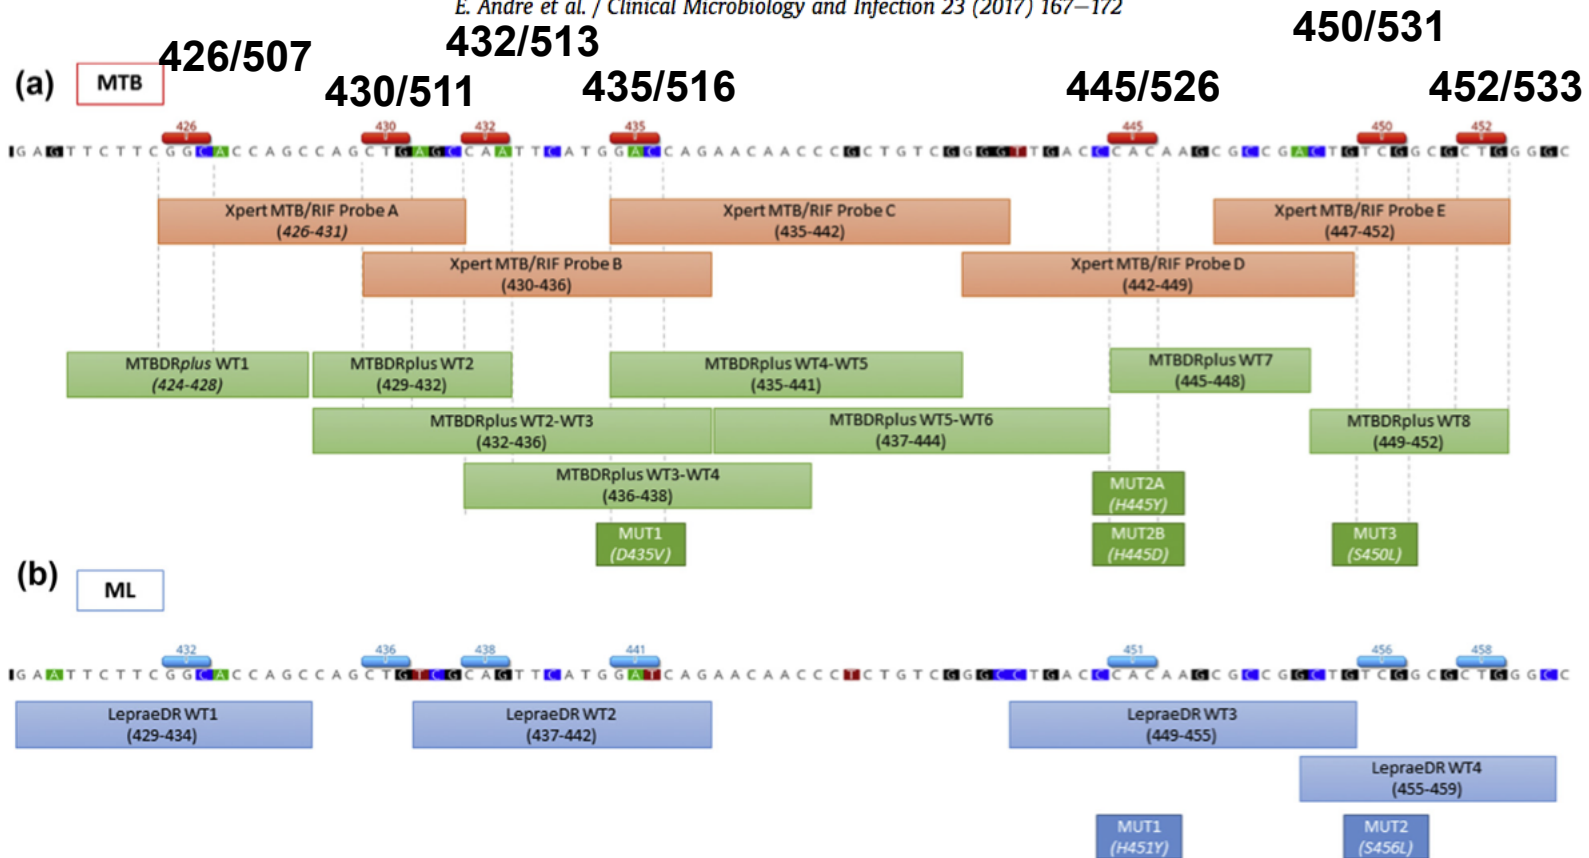 E. André et al. / Clinical Microbiology and Infection 23 (2017) 167–172
426/507
432/513
450/531
430/511
435/516
445/526
452/533
(a)
MTB
426 430 432 435 445 450 452
GAGTTCTTCGGCACCAGCCAGCTGAGCCAATTCATGGACCAGAACAACCCGCTGTCGGGGTTGACCCACAAGCGCCGACTGTCGGCGCTGGGGC
Xpert MTB/RIF Probe A
(426-431)
Xpert MTB/RIF Probe C
(435-442)
Xpert MTB/RIF Probe E
(447-452)
Xpert MTB/RIF Probe B
(430-436)
Xpert MTB/RIF Probe D
(442-449)
MTBDRplus WT1
(424-428)
MTBDRplus WT2
(429-432)
MTBDRplus WT4-WT5
(435-441)
MTBDRplus WT7
(445-448)
MTBDRplus WT2-WT3
(432-436)
MTBDRplus WT5-WT6
(437-444)
MTBDRplus WT8
(449-452)
MTBDRplus WT3-WT4
(436-438)
MUT2A
(H445Y)
MUT1
(D435V)
MUT2B
(H445D)
MUT3
(S450L)
(b)
ML
432 436 438 441 451 456 458
GAATTCTTCGGCACCAGCCAGCTGTCGCAGTTCATGGATCAGAACAACCCTCTGTCGGGCCTGACCCACAAGCGCCGGCTGTCGGCGCTGGGCC
LepraeDR WT1
(429-434)
LepraeDR WT2
(437-442)
LepraeDR WT3
(449-455)
LepraeDR WT4
(455-459)
MUT1
(H451Y)
MUT2
(S456L)